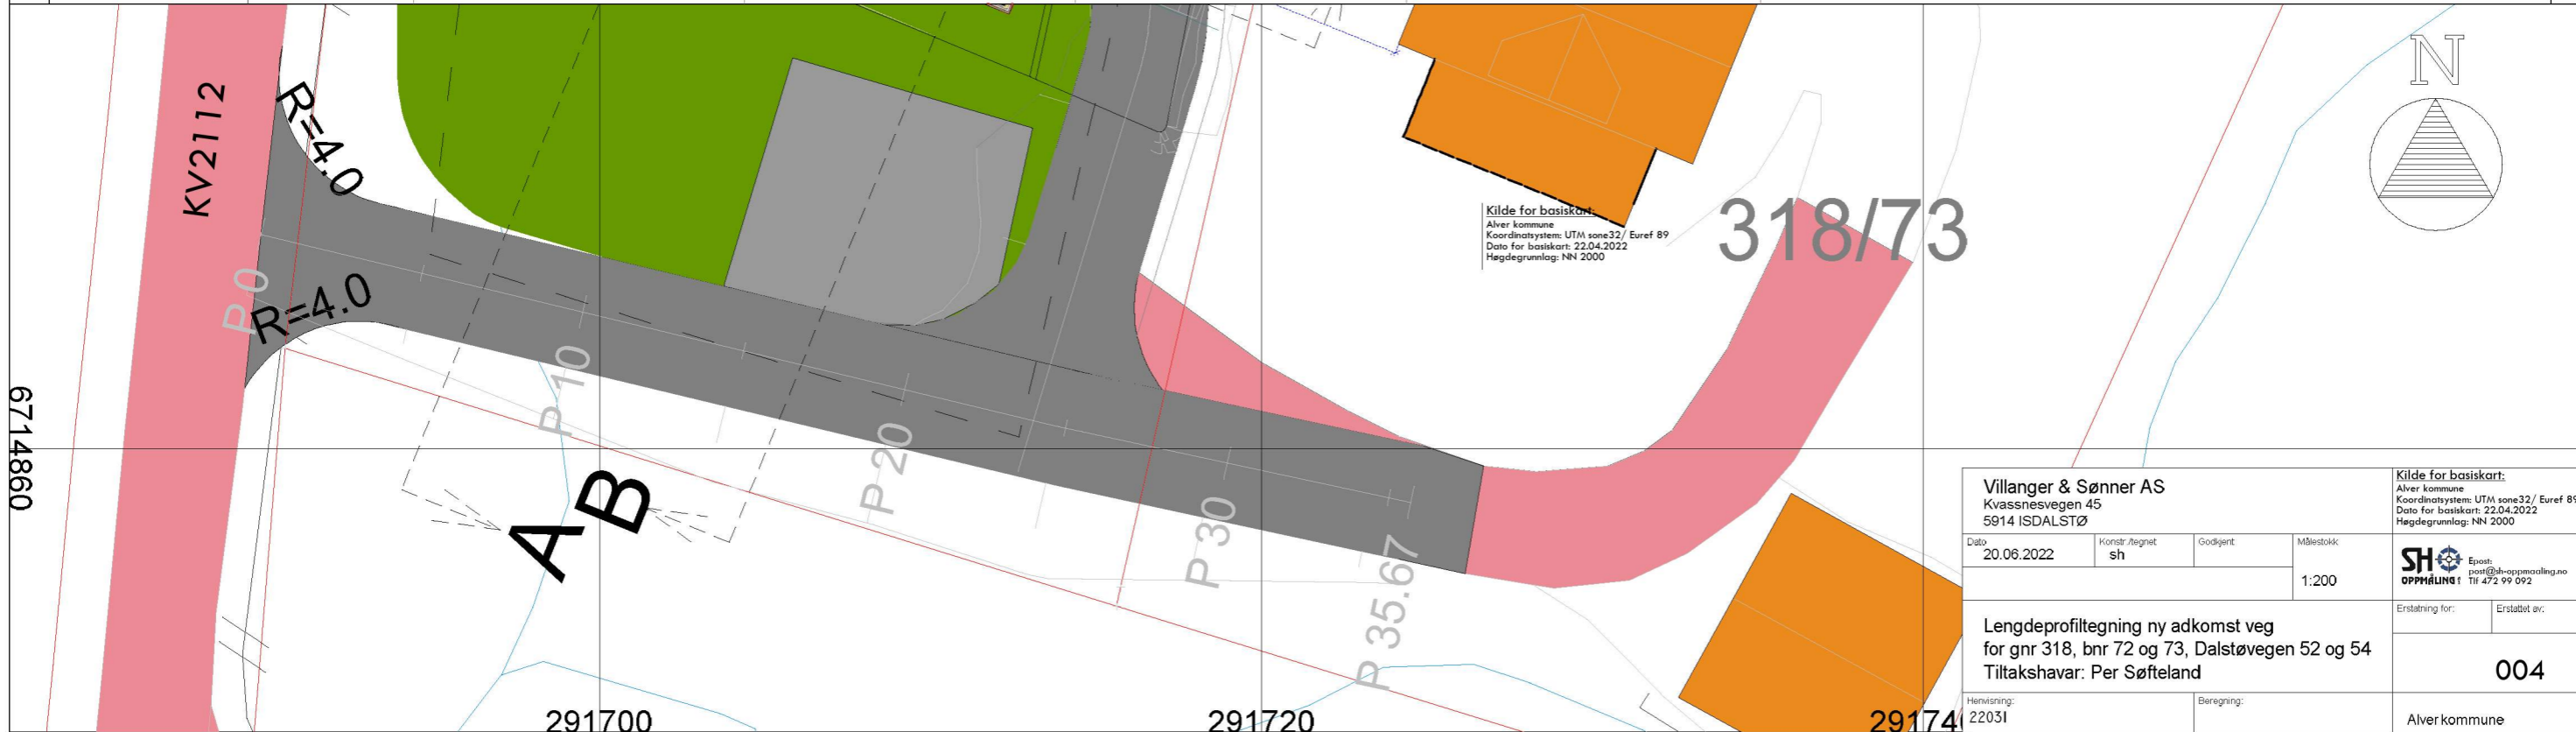 KV2112
R=4.0
R=4.0
P 0
P 10
P 20
P 30
P 35.67
A
B
318/73
N
Kilde for basiskart:
Alver kommune
Koordinatsystem: UTM sone32/ Euref 89
Dato for basiskart: 22.04.2022
Høgdegrunnlag: NN 2000
6714860
291700
291720
29174
Villanger & Sønner AS
Kvassnesvegen 45
5914 ISDALSTØ
Kilde for basiskart:
Alver kommune
Koordinatsystem: UTM sone32/ Euref 89
Dato for basiskart: 22.04.2022
Høgdegrunnlag: NN 2000
Dato
20.06.2022
Konstr./tegnet
sh
Godkjent
Målestokk
1:200
SH
OPPMÅLING
Epost:
post@sh-oppmaaling.no
Tlf 472 99 092
Lengdeprofiltegning ny adkomst veg
for gnr 318, bnr 72 og 73, Dalstøvegen 52 og 54
Tiltakshavar: Per Søfteland
Erstatning for:
Erstattet av:
004
Henvisning:
22031
Beregning:
Alver kommune